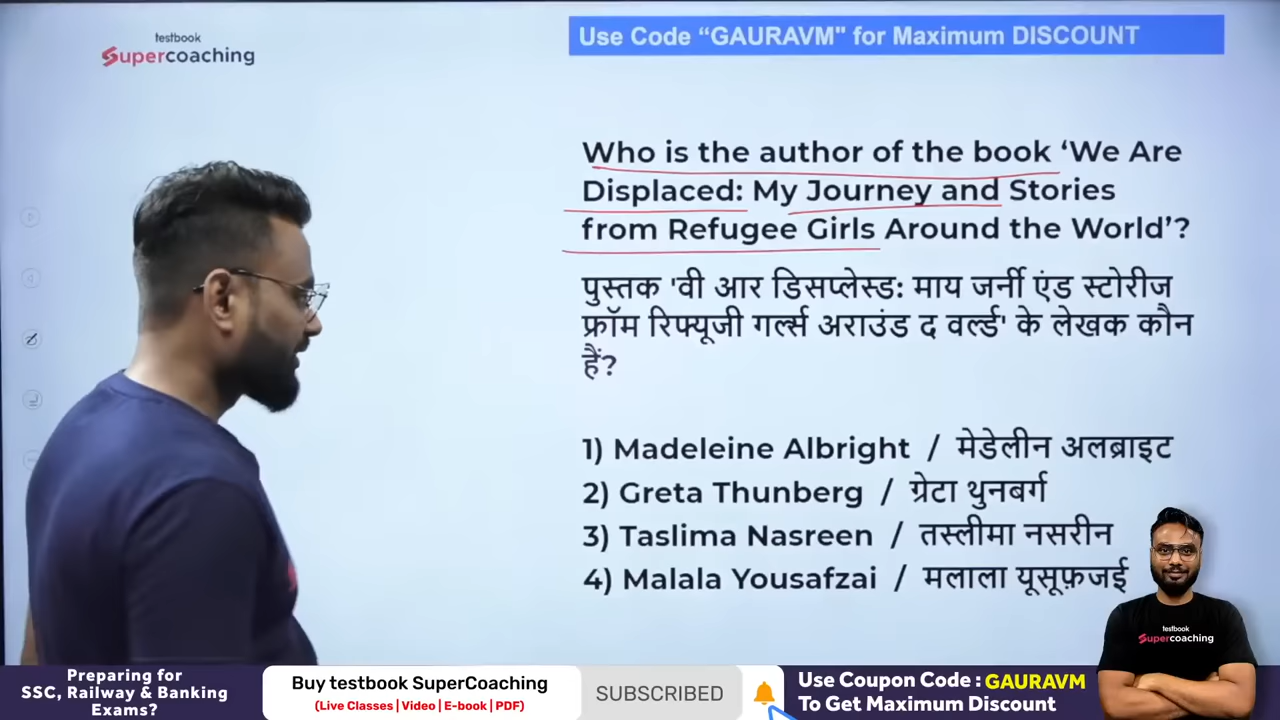 testbook
Supercoaching
Use Code “GAURAVM" for Maximum DISCOUNT
Who is the author of the book ‘We Are
Displaced: My Journey and Stories
from Refugee Girls Around the World’?
पुस्तक 'वी आर डिसप्लेस्ड: माय जर्नी एंड स्टोरीज
फ्रॉम रिफ्यूजी गर्ल्स अराउंड द वर्ल्ड' के लेखक कौन
हैं?
1) Madeleine Albright / मेडेलीन अलब्राइट
2) Greta Thunberg / ग्रेटा थुनबर्ग
3) Taslima Nasreen / तस्लीमा नसरीन
4) Malala Yousafzai / मलाला यूसूफ़जई
testbook
Supercoaching
Preparing for
SSC, Railway & Banking
Exams?
Buy testbook SuperCoaching
(Live Classes | Video | E-book | PDF)
SUBSCRIBED
Use Coupon Code : GAURAVM
To Get Maximum Discount